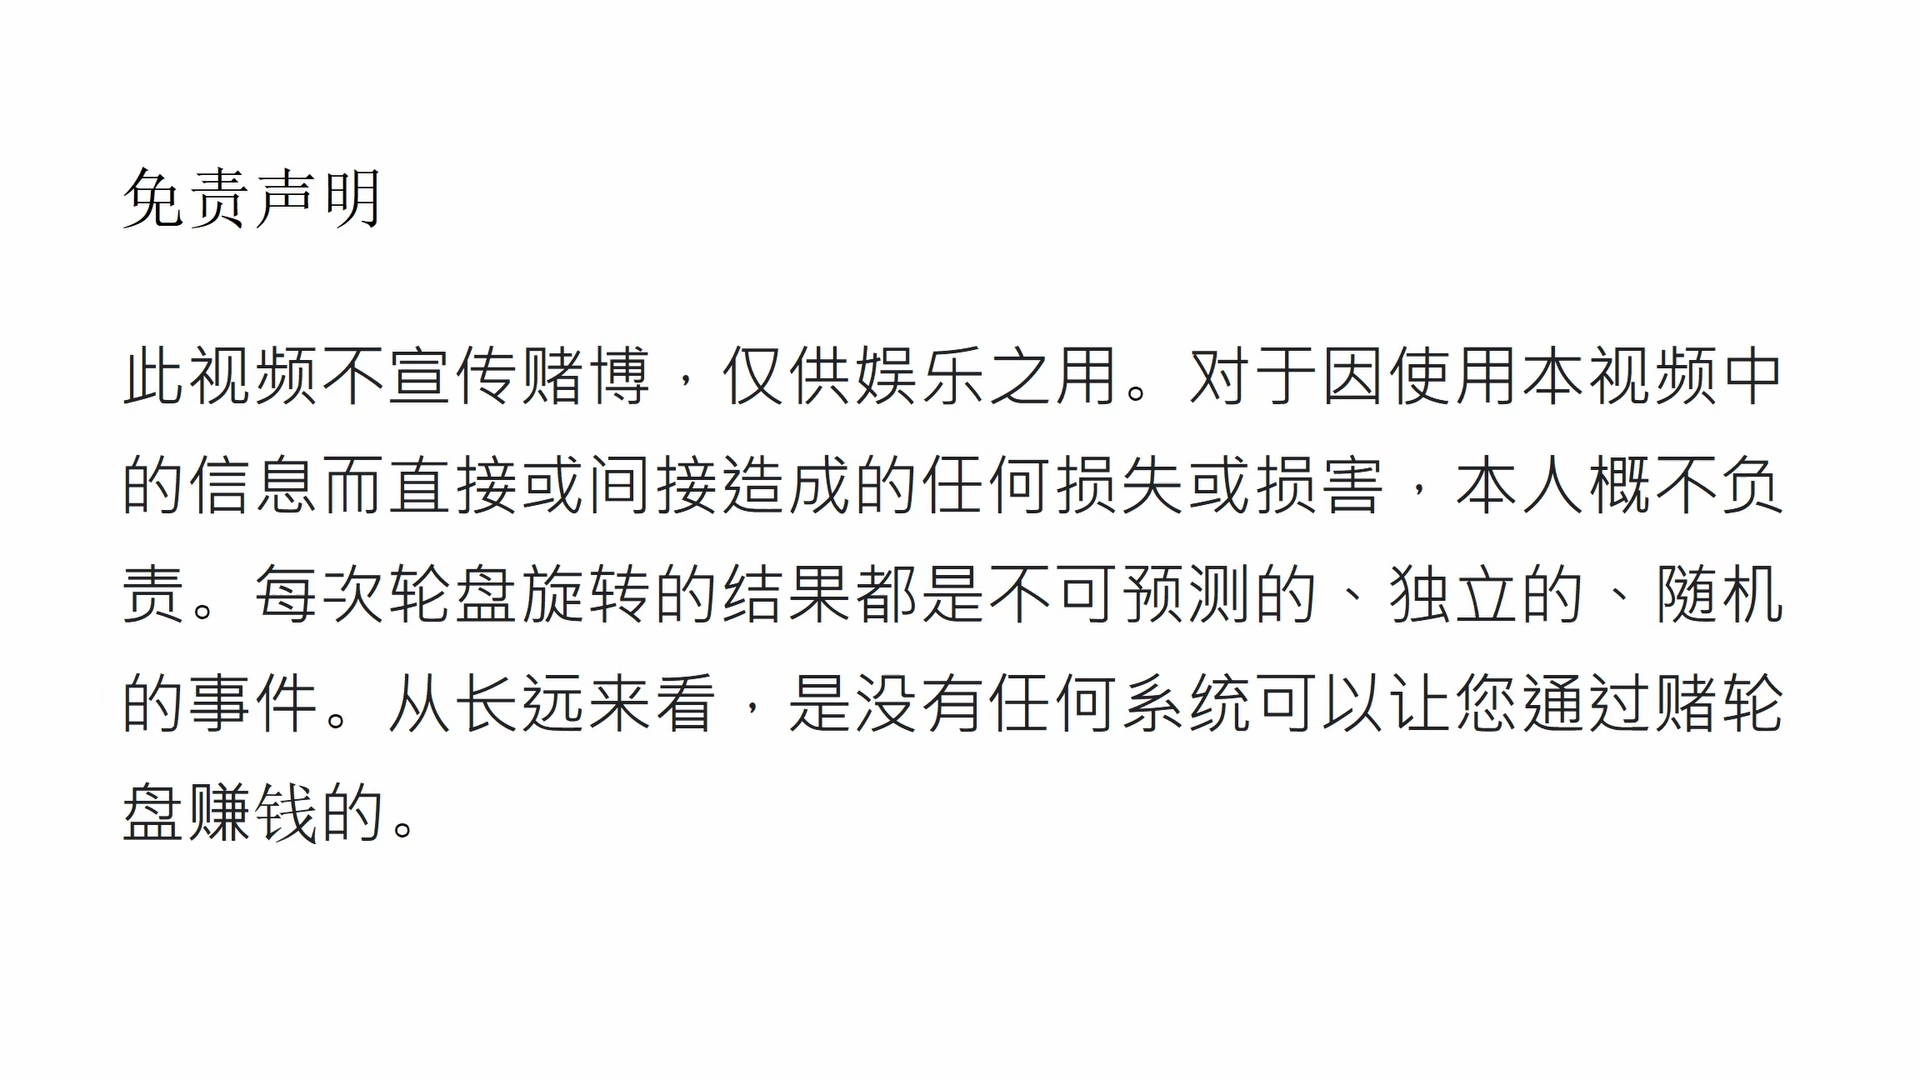 免责声明
此视频不宣传赌博，仅供娱乐之用。对于因使用本视频中
的信息而直接或间接造成的任何损失或损害，本人概不负
责。每次轮盘旋转的结果都是不可预测的、独立的、随机
的事件。从长远来看，是没有任何系统可以让您通过赌轮
盘赚钱的。